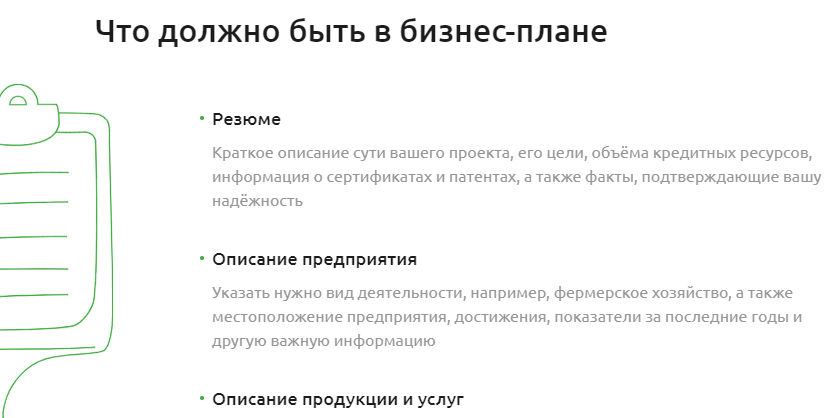 Что должно быть в бизнес-плане
Резюме
Краткое описание сути вашего проекта, его цели, объёма кредитных ресурсов,
информация о сертификатах и патентах, а также факты, подтверждающие вашу
надёжность
Описание предприятия
Указать нужно вид деятельности, например, фермерское хозяйство, а также
местоположение предприятия, достижения, показатели за последние годы и
другую важную информацию
Описание продукции и услуг